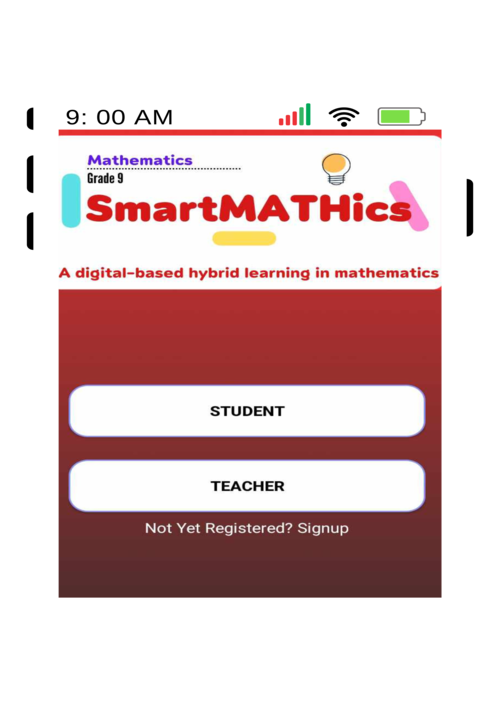 9: 00 AM
Mathematics
Grade 9
SmartMATHics
A digital-based hybrid learning in mathematics
STUDENT
TEACHER
Not Yet Registered? Signup